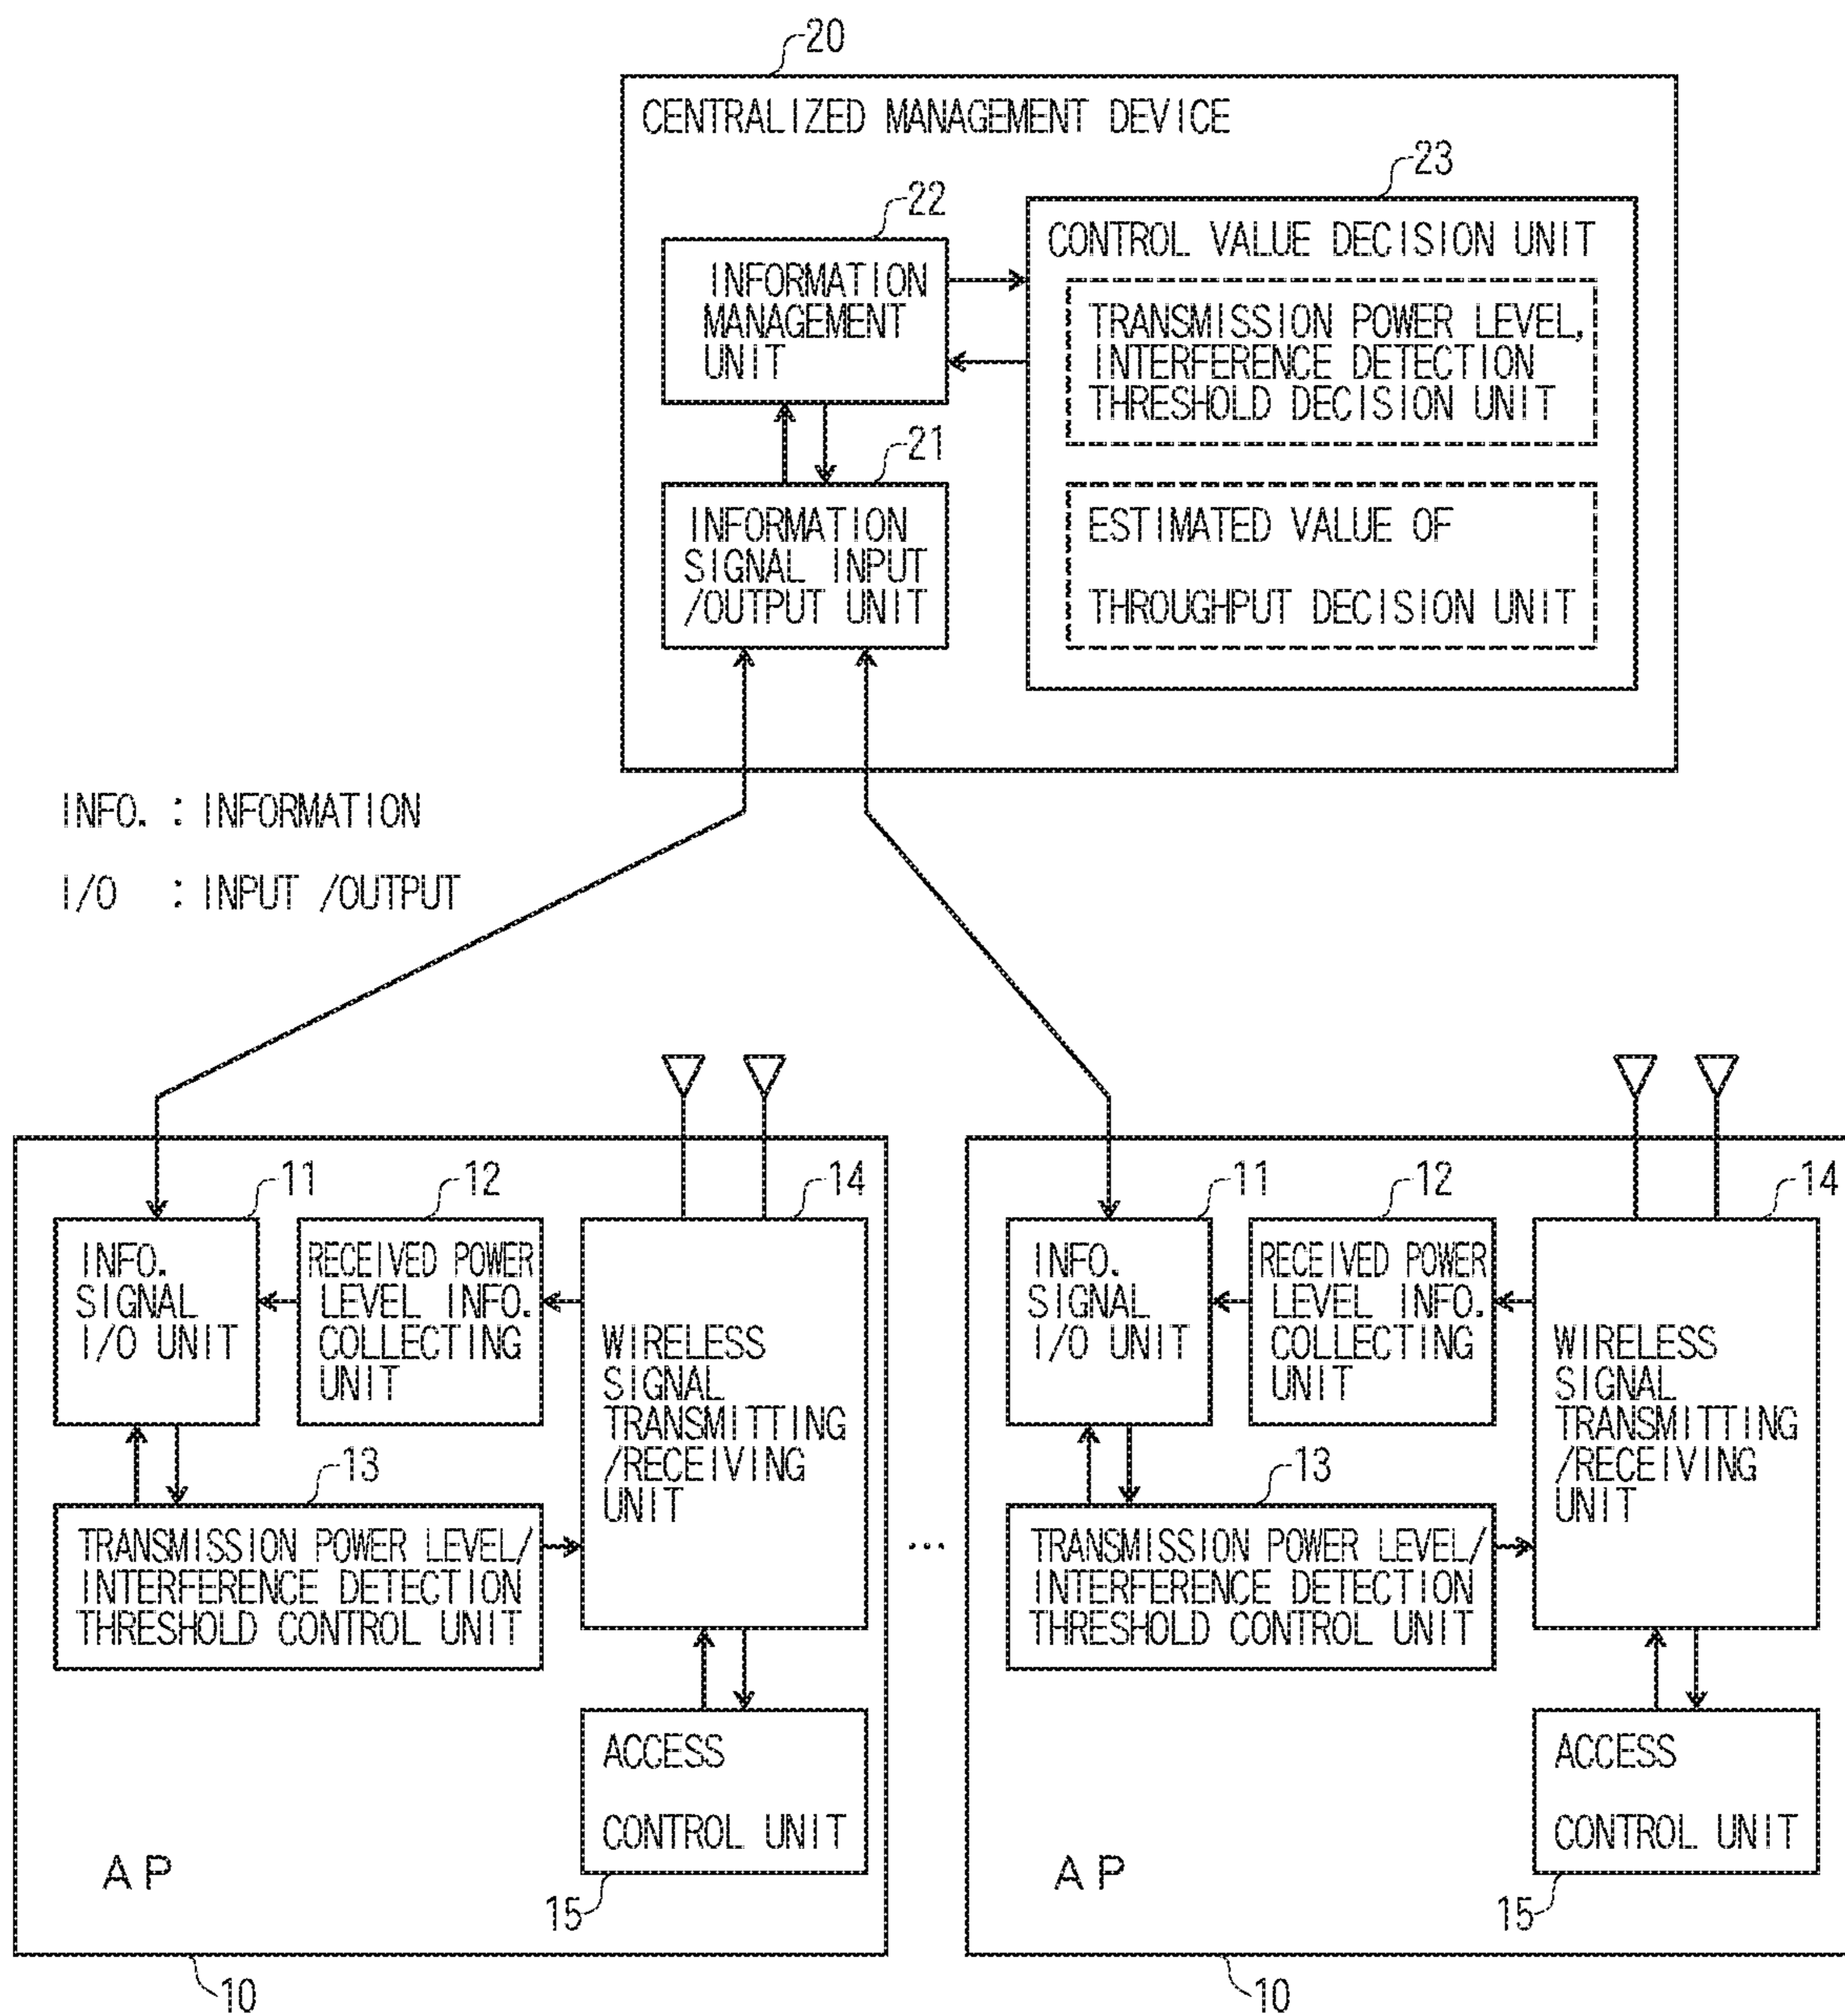 20
CENTRALIZED MANAGEMENT DEVICE
23
22
CONTROL VALUE DECISION UNIT
INFORMATION
MANAGEMENT
UNIT
TRANSMISSION POWER LEVEL,
INTERFERENCE DETECTION
THRESHOLD DECISION UNIT
21
INFORMATION
SIGNAL INPUT
/OUTPUT UNIT
ESTIMATED VALUE OF
THROUGHPUT DECISION UNIT
INFO. : INFORMATION
I/O : INPUT /OUTPUT
11
12
14
INFO.
SIGNAL
I/O UNIT
RECEIVED POWER
LEVEL INFO.
COLLECTING
UNIT
WIRELESS
SIGNAL
TRANSMITTING
/RECEIVING
UNIT
13
TRANSMISSION POWER LEVEL/
INTERFERENCE DETECTION
THRESHOLD CONTROL UNIT
ACCESS
CONTROL UNIT
AP
15
10
...
11
12
14
INFO.
SIGNAL
I/O UNIT
RECEIVED POWER
LEVEL INFO.
COLLECTING
UNIT
WIRELESS
SIGNAL
TRANSMITTING
/RECEIVING
UNIT
13
TRANSMISSION POWER LEVEL/
INTERFERENCE DETECTION
THRESHOLD CONTROL UNIT
ACCESS
CONTROL UNIT
AP
15
10